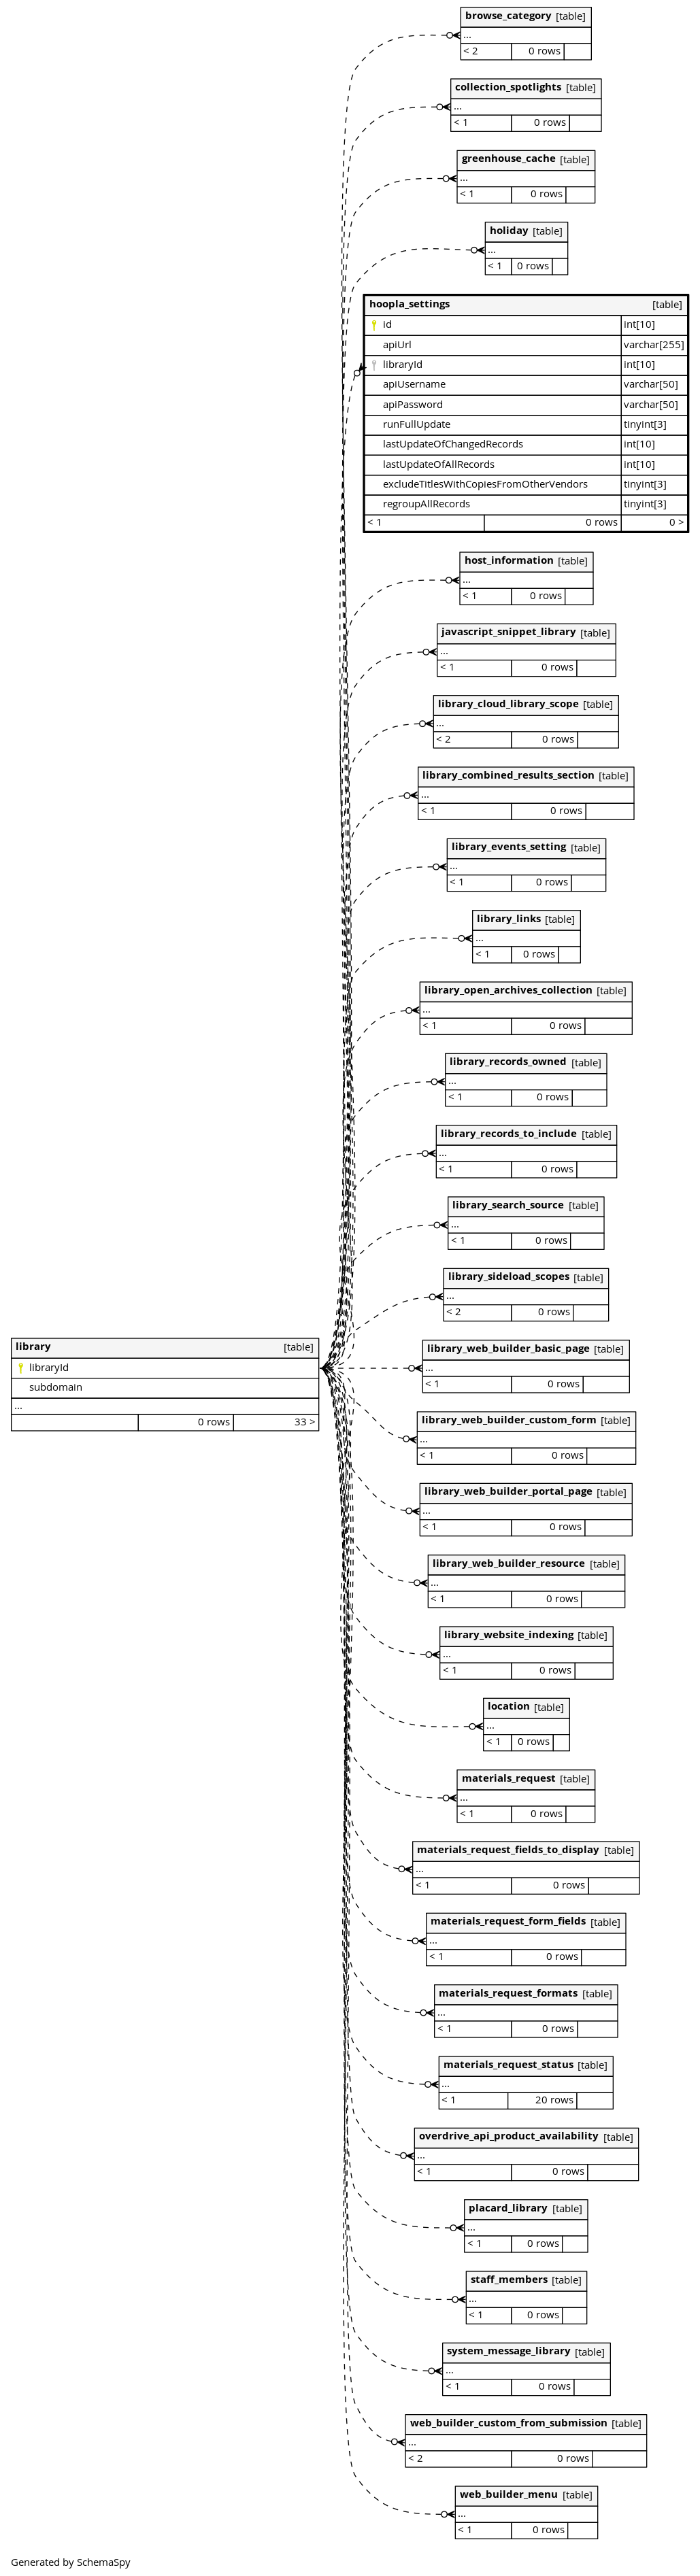 browse_category [table]
...
< 2 0 rows
collection_spotlights [table]
...
< 1 0 rows
greenhouse_cache [table]
...
< 1 0 rows
holiday [table]
...
< 1 0 rows
hoopla_settings [table]
id int[10]
apiUrl varchar[255]
libraryId int[10]
apiUsername varchar[50]
apiPassword varchar[50]
runFullUpdate tinyint[3]
lastUpdateOfChangedRecords int[10]
lastUpdateOfAllRecords int[10]
excludeTitlesWithCopiesFromOtherVendors tinyint[3]
regroupAllRecords tinyint[3]
< 1 0 rows 0 >
host_information [table]
...
< 1 0 rows
javascript_snippet_library [table]
...
< 1 0 rows
library_cloud_library_scope [table]
...
< 2 0 rows
library_combined_results_section [table]
...
< 1 0 rows
library_events_setting [table]
...
< 1 0 rows
library_links [table]
...
< 1 0 rows
library_open_archives_collection [table]
...
< 1 0 rows
library_records_owned [table]
...
< 1 0 rows
library_records_to_include [table]
...
< 1 0 rows
library_search_source [table]
...
< 1 0 rows
library_sideload_scopes [table]
...
< 2 0 rows
library [table]
libraryId
subdomain
...
0 rows 33 >
library_web_builder_basic_page [table]
...
< 1 0 rows
library_web_builder_custom_form [table]
...
< 1 0 rows
library_web_builder_portal_page [table]
...
< 1 0 rows
library_web_builder_resource [table]
...
< 1 0 rows
library_website_indexing [table]
...
< 1 0 rows
location [table]
...
< 1 0 rows
materials_request [table]
...
< 1 0 rows
materials_request_fields_to_display [table]
...
< 1 0 rows
materials_request_form_fields [table]
...
< 1 0 rows
materials_request_formats [table]
...
< 1 0 rows
materials_request_status [table]
...
< 1 20 rows
overdrive_api_product_availability [table]
...
< 1 0 rows
placard_library [table]
...
< 1 0 rows
staff_members [table]
...
< 1 0 rows
system_message_library [table]
...
< 1 0 rows
web_builder_custom_from_submission [table]
...
< 2 0 rows
web_builder_menu [table]
...
< 1 0 rows
Generated by SchemaSpy